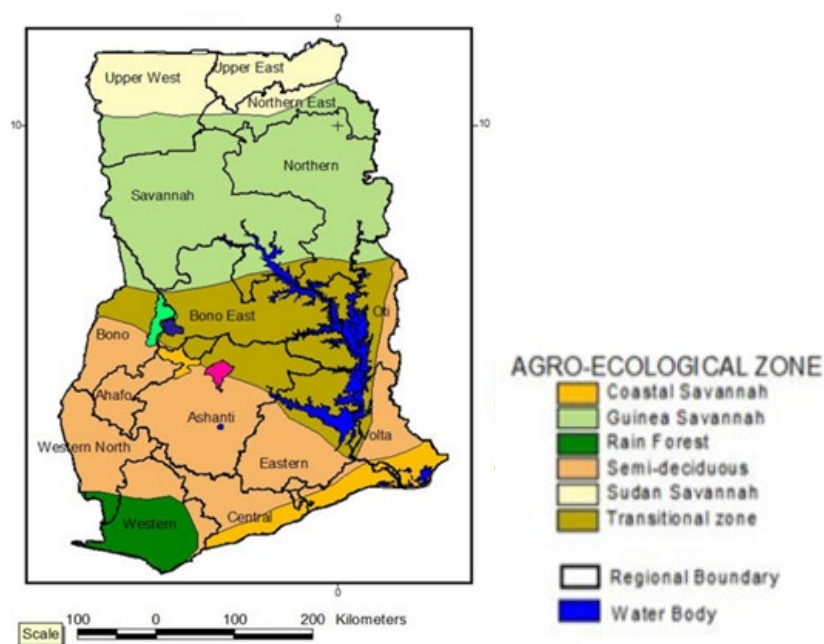 0
Upper East
Upper West
Northern East
10
10
Northern
Savannah
Bono East
Oti
Bono
Ahafo
Ashanti
Western North
Volta
Eastern
Western
Central
0
AGRO-ECOLOGICAL ZONE
Coastal Savannah
Guinea Savannah
Rain Forest
Semi-deciduous
Sudan Savannah
Transitional zone
Regional Boundary
Water Body
100 0 100 200 Kilometers
Scale